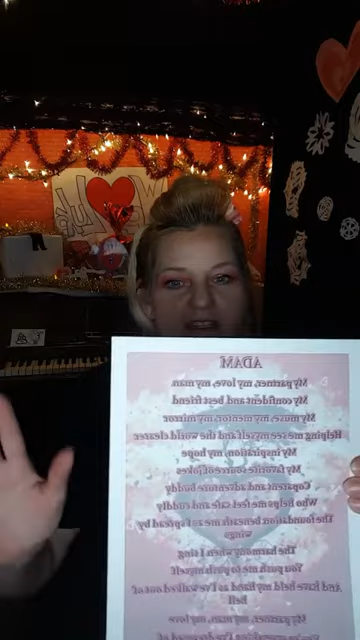 ADAM
My partner, my love, my man
My confident and best friend
My muse, my mentor, my mirror
Helping me see myself and the world clearer
My inspiration, my hope
My favorite source of jokes
Coparent and adventure buddy
Who helps me feel safe and cuddly
The foundation beneath me as I spread my
wings
The harmony when I sing
You push me to push myself
And have held my hand as I've walked out of
hell
My partner, my man, my love